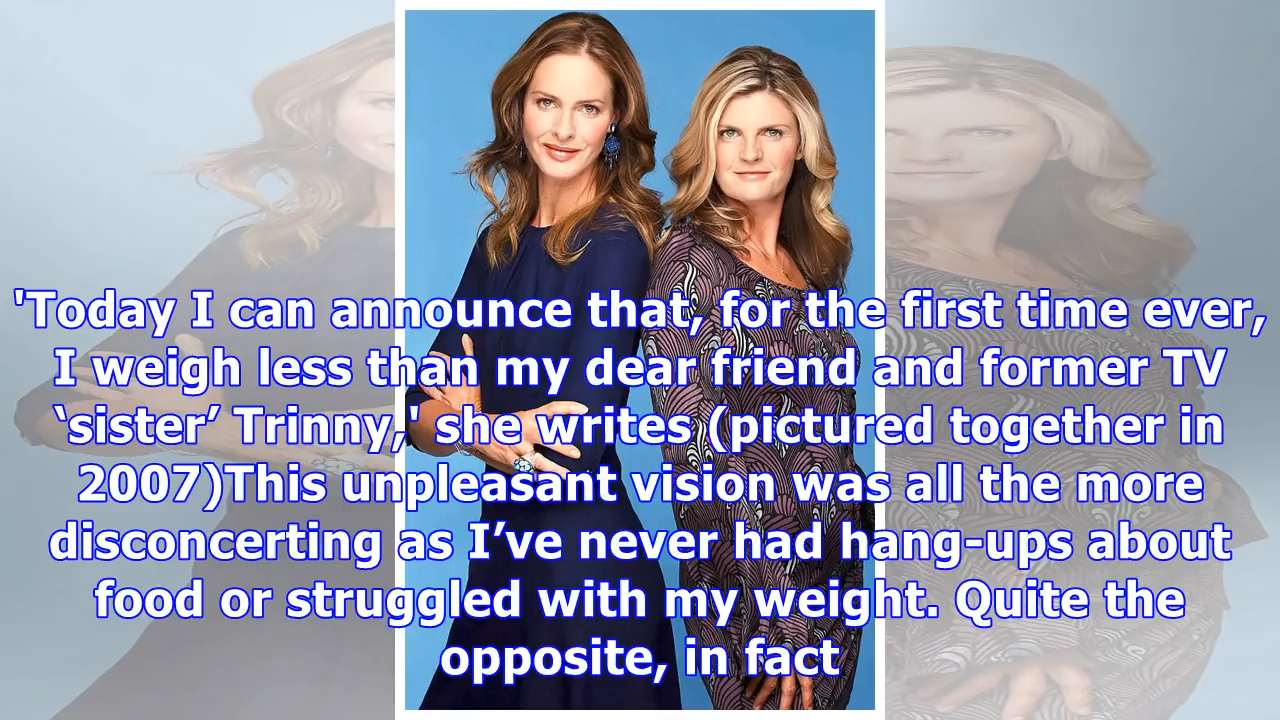 'Today I can announce that, for the first time ever,
I weigh less than my dear friend and former TV
‘sister’ Trinny,' she writes (pictured together in
2007)This unpleasant vision was all the more
disconcerting as I’ve never had hang-ups about
food or struggled with my weight. Quite the
opposite, in fact